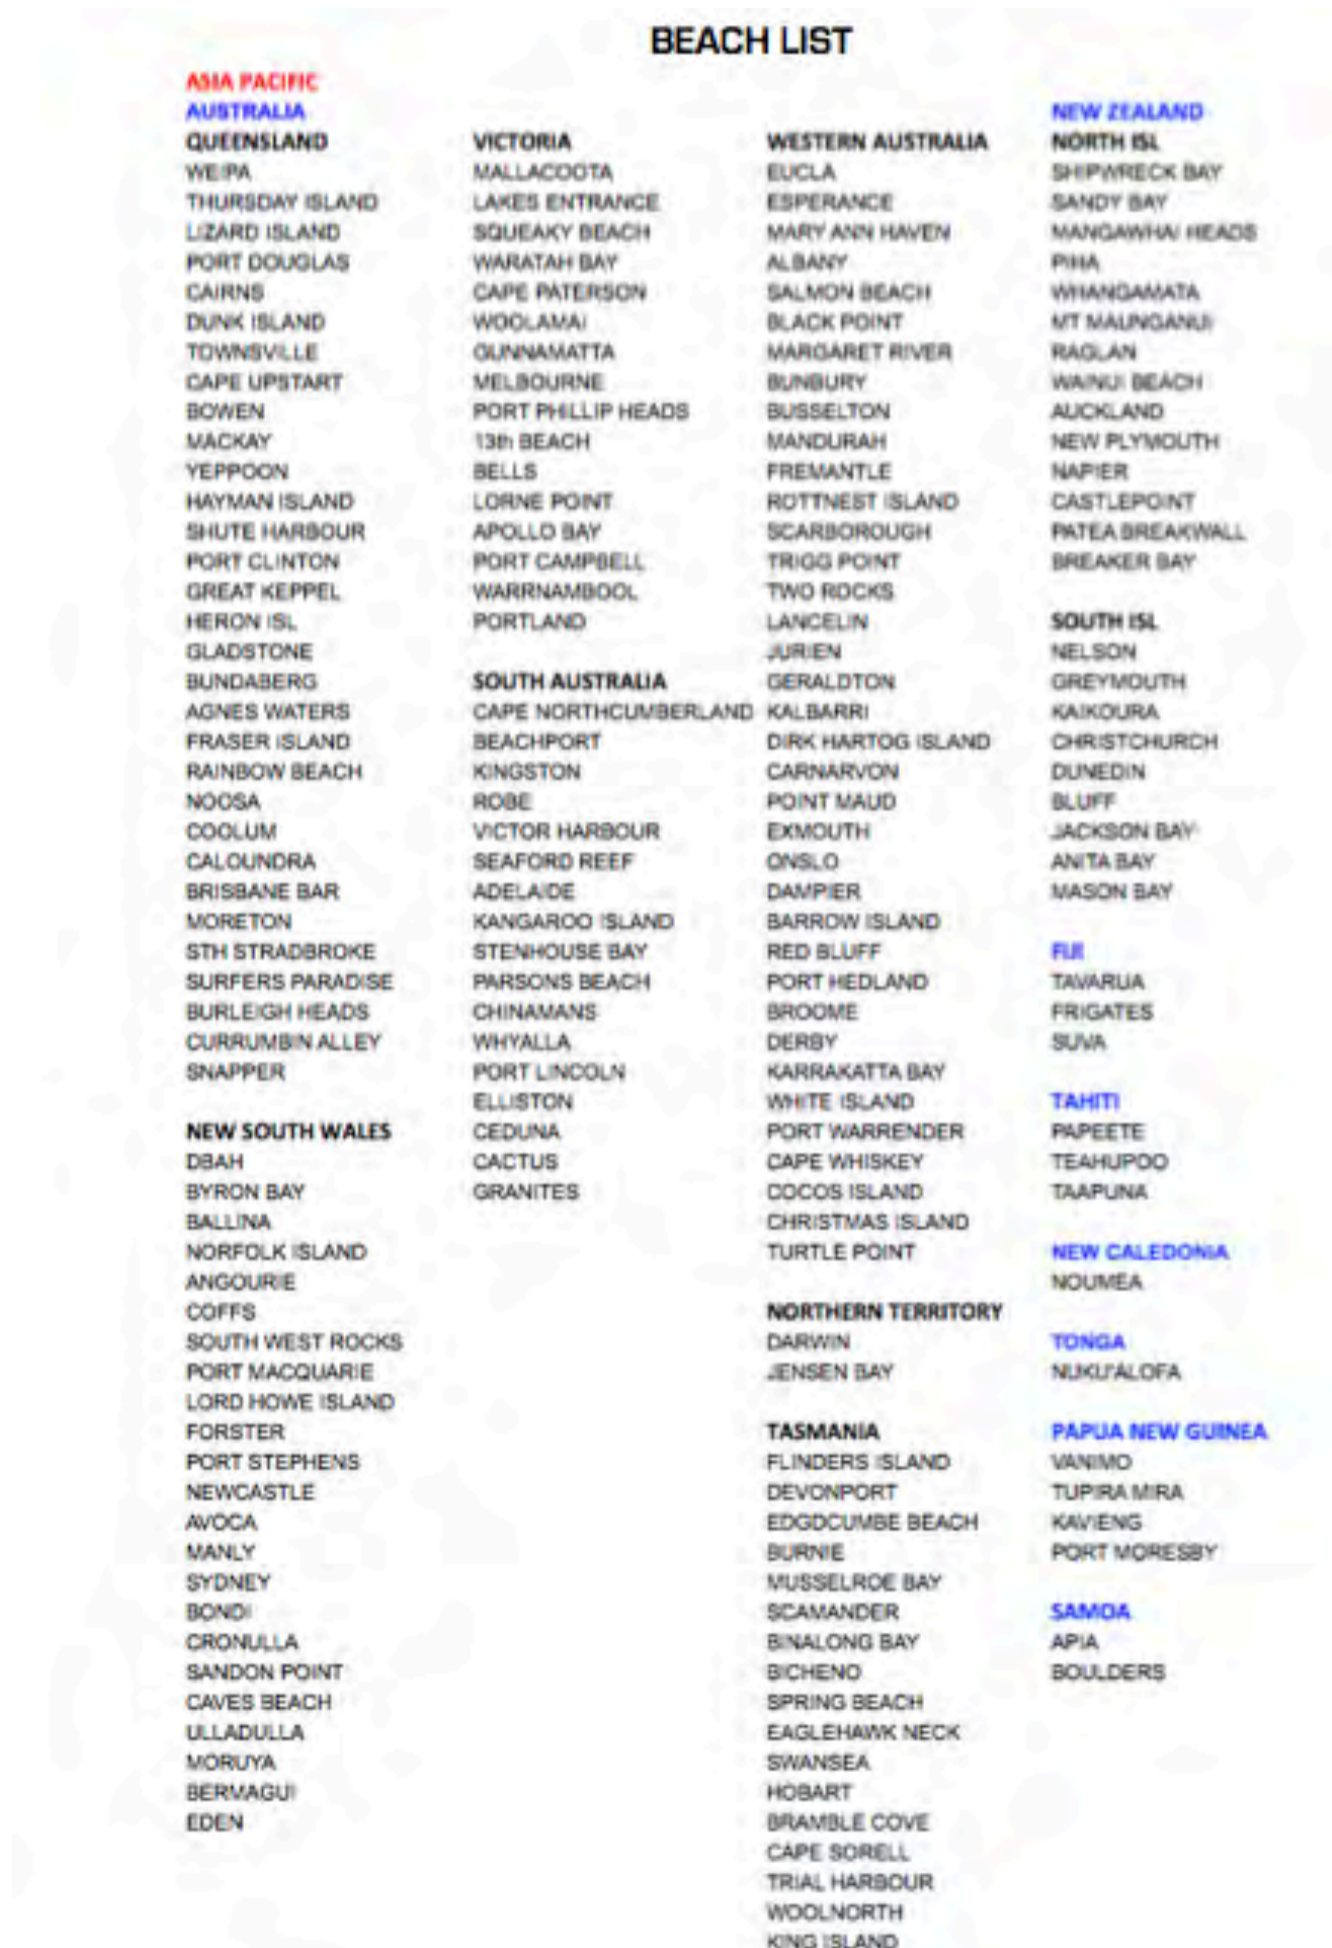 BEACH LIST
ASIA PACIFIC
AUSTRALIA
QUEENSLAND
WEIPA
THURSDAY ISLAND
LIZARD ISLAND
PORT DOUGLAS
CAIRNS
DUNK ISLAND
TOWNSVILLE
CAPE UPSTART
BOWEN
MACKAY
YEPPOON
HAYMAN ISLAND
SHUTE HARBOUR
PORT CLINTON
GREAT KEPPEL
HERON ISL
GLADSTONE
BUNDABERG
AGNES WATERS
FRASER ISLAND
RAINBOW BEACH
NOOSA
COOLUM
CALOUNDRA
BRISBANE BAR
MORETON
STH STRADBROKE
SURFERS PARADISE
BURLEIGH HEADS
CURRUMBIN ALLEY
SNAPPER
NEW SOUTH WALES
DBAH
BYRON BAY
BALLINA
NORFOLK ISLAND
ANGOURIE
COFFS
SOUTH WEST ROCKS
PORT MACQUARIE
LORD HOWE ISLAND
FORSTER
PORT STEPHENS
NEWCASTLE
AVOCA
MANLY
SYDNEY
BONDI
CRONULLA
SANDON POINT
CAVES BEACH
ULLADULLA
MORUYA
BERMAGUI
EDEN
VICTORIA
MALLACOOTA
LAKES ENTRANCE
SQUEAKY BEACH
WARATAH BAY
CAPE PATERSON
WOOLAMAI
GUNNAMATTA
MELBOURNE
PORT PHILLIP HEADS
13th BEACH
BELLS
LORNE POINT
APOLLO BAY
PORT CAMPBELL
WARRNAMBOOL
PORTLAND
SOUTH AUSTRALIA
CAPE NORTHCUMBERLAND
BEACHPORT
KINGSTON
ROBE
VICTOR HARBOUR
SEAFORD REEF
ADELAIDE
KANGAROO ISLAND
STENHOUSE BAY
PARSONS BEACH
CHINAMANS
WHYALLA
PORT LINCOLN
ELLISTON
CEDUNA
CACTUS
GRANITES
WESTERN AUSTRALIA
EUCLA
ESPERANCE
MARY ANN HAVEN
ALBANY
SALMON BEACH
BLACK POINT
MARGARET RIVER
BUNBURY
BUSSELTON
MANDURAH
FREMANTLE
ROTTNEST ISLAND
SCARBOROUGH
TRIGG POINT
TWO ROCKS
LANCELIN
JURIEN
GERALDTON
KALBARRI
DIRK HARTOG ISLAND
CARNARVON
POINT MAUD
EXMOUTH
ONSLO
DAMPIER
BARROW ISLAND
RED BLUFF
PORT HEDLAND
BROOME
DERBY
KARRAKATTA BAY
WHITE ISLAND
PORT WARRENDER
CAPE WHISKEY
COCOS ISLAND
CHRISTMAS ISLAND
TURTLE POINT
NORTHERN TERRITORY
DARWIN
JENSEN BAY
TASMANIA
FLINDERS ISLAND
DEVONPORT
EDGDCUMBE BEACH
BURNIE
MUSSELROE BAY
SCAMANDER
BINALONG BAY
BICHENO
SPRING BEACH
EAGLEHAWK NECK
SWANSEA
HOBART
BRAMBLE COVE
CAPE SORELL
TRIAL HARBOUR
WOOLNORTH
KING ISLAND
NEW ZEALAND
NORTH ISL
SHIPWRECK BAY
SANDY BAY
MANGAWHAI HEADS
PIHA
WHANGAMATA
MT MAUNGANUI
RAGLAN
WAINUI BEACH
AUCKLAND
NEW PLYMOUTH
NAPIER
CASTLEPOINT
PATEA BREAKWALL
BREAKER BAY
SOUTH ISL
NELSON
GREYMOUTH
KAIKOURA
CHRISTCHURCH
DUNEDIN
BLUFF
JACKSON BAY
ANITA BAY
MASON BAY
FIJI
TAVARUA
FRIGATES
SUVA
TAHITI
PAPEETE
TEAHUPOO
TAAPUNA
NEW CALEDONIA
NOUMEA
TONGA
NUKU'ALOFA
PAPUA NEW GUINEA
VANIMO
TUPIRA MIRA
KAVIENG
PORT MORESBY
SAMOA
APIA
BOULDERS